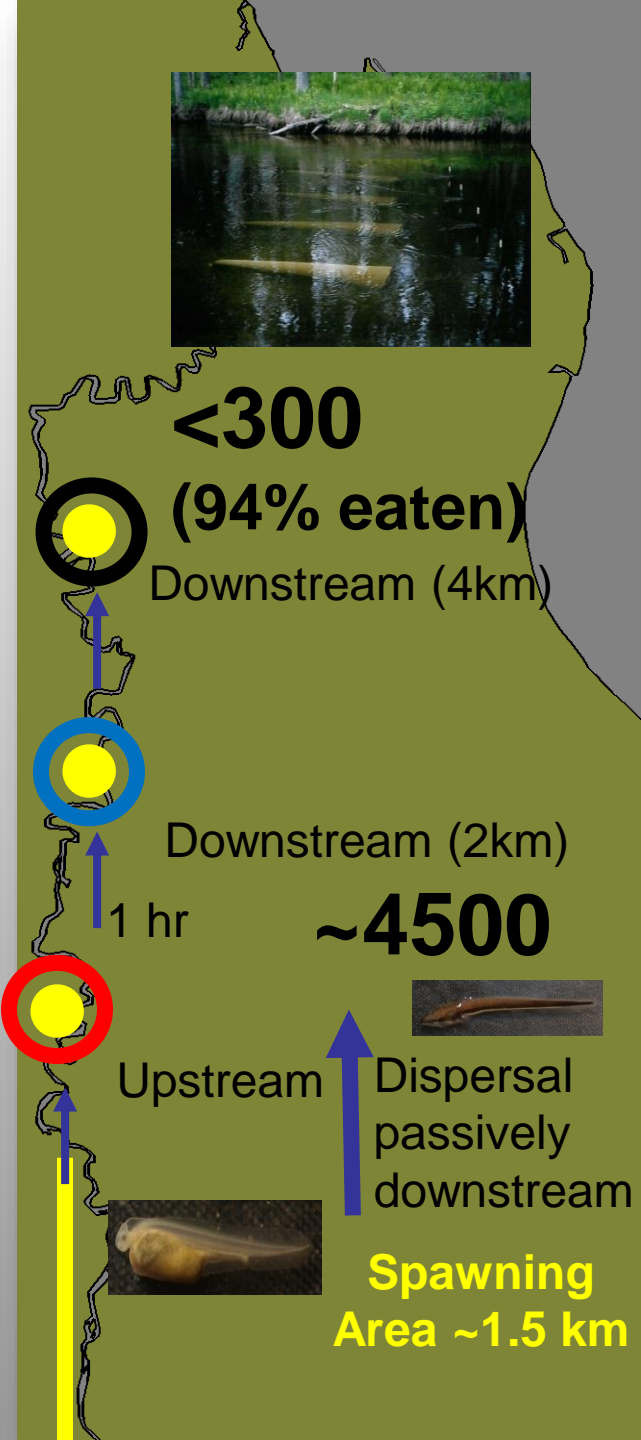 <300
(94% eaten)
Downstream (4km)
Downstream (2km)
1 hr
~4500
Upstream
Dispersal
passively
downstream
Spawning
Area ~1.5 km